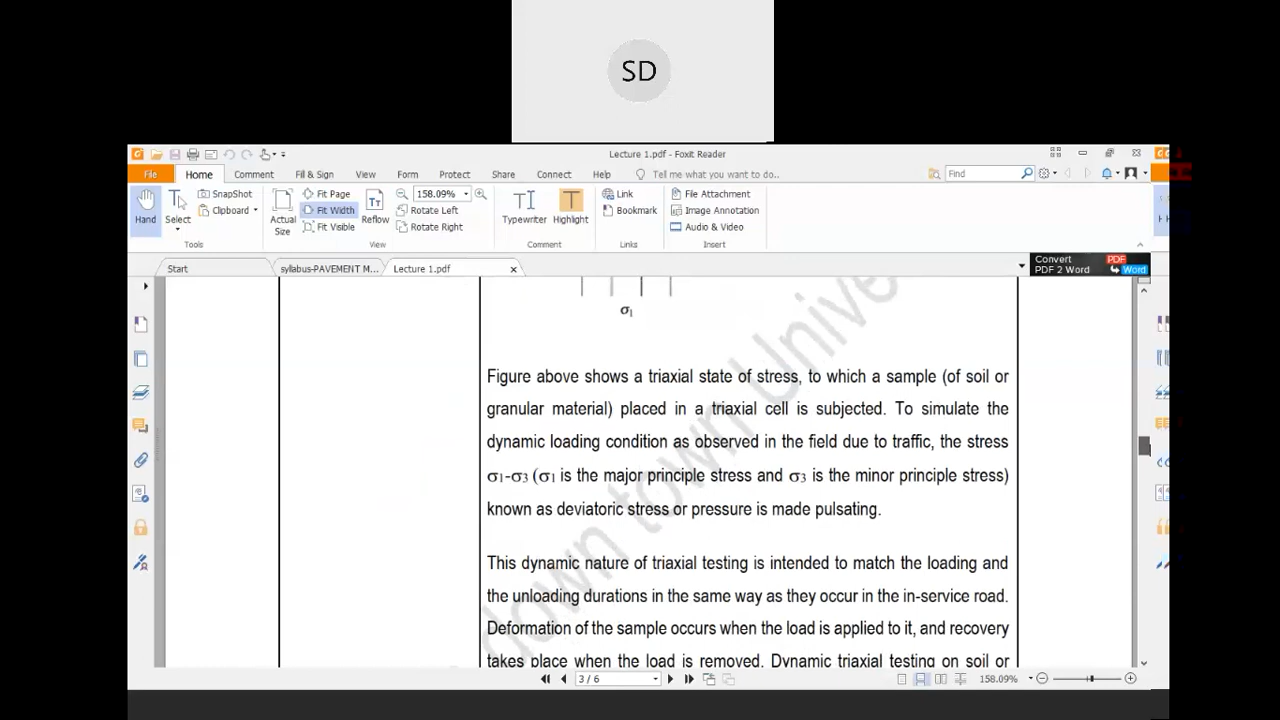 SD
Lecture 1.pdf - Foxit Reader
File Home Comment View Form Protect Share Connect Help Tell me what you want to do.. Find
Fill & Sign
Hand
Select
SnapShot
Clipboard
Tools
Actual Size
Fit Page
Fit Width
Fit Visible
Reflow
158.09%
Rotate Left
Rotate Right
View
Typewriter
Highlight
Comment
Link
Bookmark
Links
File Attachment
Image Annotation
Audio & Video
Insert
Start
syllabus-PAVEMENT M...
Lecture 1.pdf
Convert PDF
PDF 2 Word Word
σ1
Figure above shows a triaxial state of stress, to which a sample (of soil or
granular material) placed in a triaxial cell is subjected. To simulate the
dynamic loading condition as observed in the field due to traffic, the stress
σ1-σ3 (σ1 is the major principle stress and σ3 is the minor principle stress)
known as deviatoric stress or pressure is made pulsating.
This dynamic nature of triaxial testing is intended to match the loading and
the unloading durations in the same way as they occur in the in-service road.
Deformation of the sample occurs when the load is applied to it, and recovery
takes place when the load is removed. Dynamic triaxial testing on soil or
down town Unive
3 / 6
158.09%